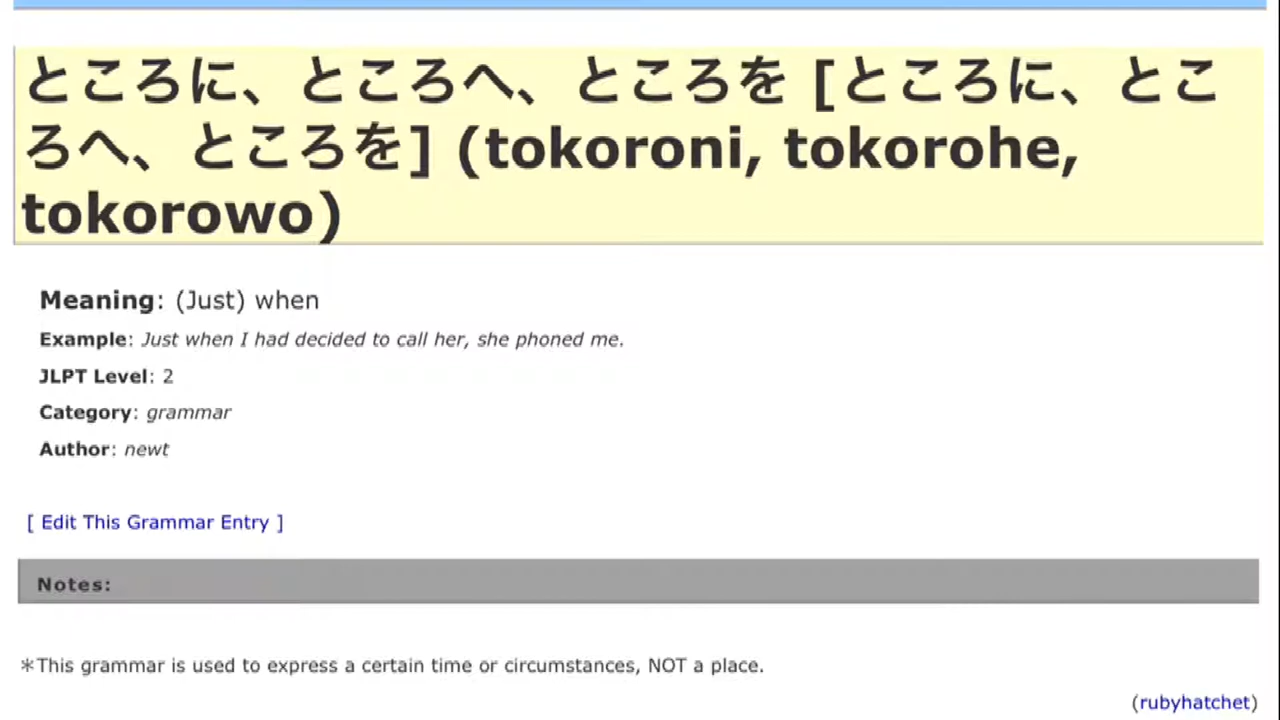 ところに、ところへ、ところを [ところに、とこ
ろへ、ところを] (tokoroni, tokorohe,
tokorowo)
Meaning: (Just) when
Example: Just when I had decided to call her, she phoned me.
JLPT Level: 2
Category: grammar
Author: newt
[ Edit This Grammar Entry ]
Notes:
＊This grammar is used to express a certain time or circumstances, NOT a place.
(rubyhatchet)